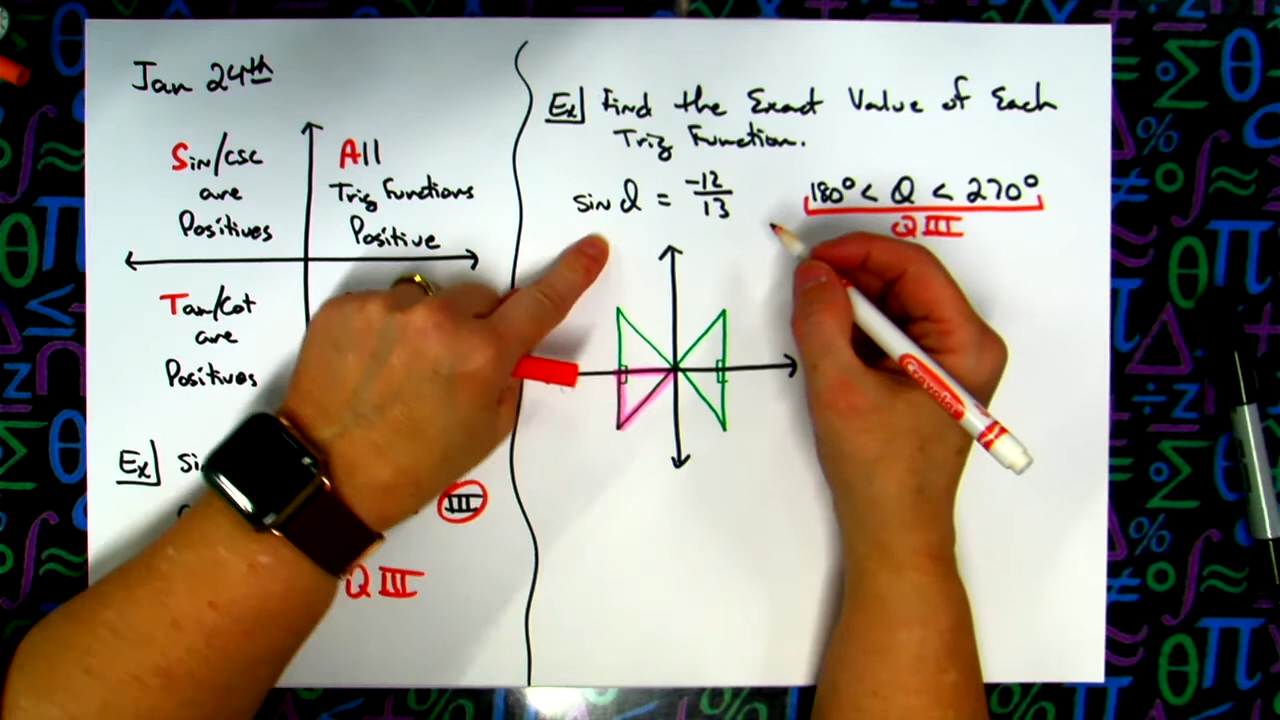 Jan 24th
Sin/csc
are
Positives
All
Trig Functions
Positive
Tan/Cot
are
Positives
Ex
III
Q III
Ex Find the Exact Value of Each
Trig Function.
sin θ = -12/13
180° < θ < 270°
Q III
Crayola